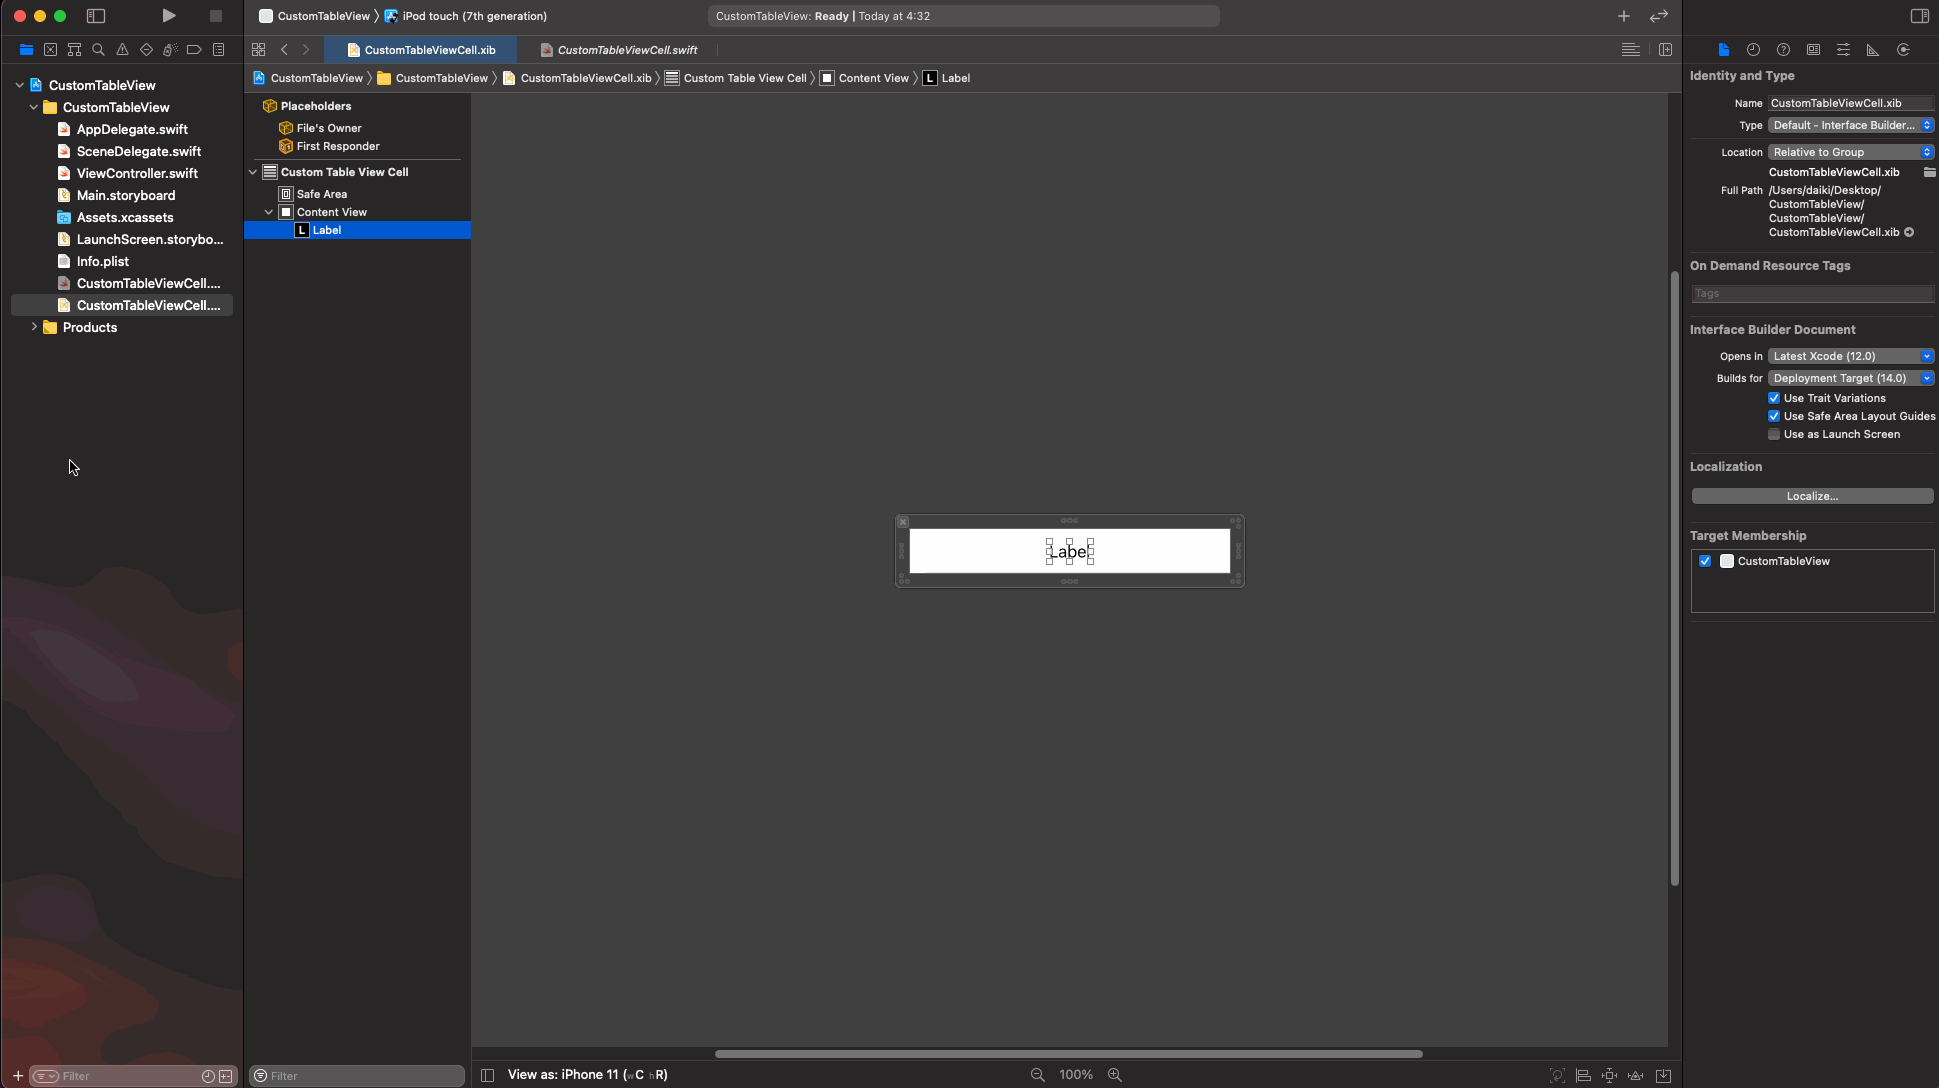 CustomTableView
iPod touch (7th generation)
CustomTableView: Ready | Today at 4:32
CustomTableViewCell.xib
CustomTableViewCell.swift
CustomTableView
CustomTableView
CustomTableViewCell.xib
Custom Table View Cell
Content View
L Label
CustomTableView
CustomTableView
AppDelegate.swift
SceneDelegate.swift
ViewController.swift
Main.storyboard
Assets.xcassets
LaunchScreen.storybo...
Info.plist
CustomTableViewCell....
CustomTableViewCell....
Products
Filter
Placeholders
File's Owner
First Responder
Custom Table View Cell
Safe Area
Content View
L Label
Filter
Label
View as: iPhone 11 (wC hR)
100%
Identity and Type
Name CustomTableViewCell.xib
Type Default - Interface Builder...
Location Relative to Group
CustomTableViewCell.xib
Full Path /Users/daiki/Desktop/
CustomTableView/
CustomTableView/
CustomTableViewCell.xib
On Demand Resource Tags
Tags
Interface Builder Document
Opens in Latest Xcode (12.0)
Builds for Deployment Target (14.0)
Use Trait Variations
Use Safe Area Layout Guides
Use as Launch Screen
Localization
Localize...
Target Membership
CustomTableView